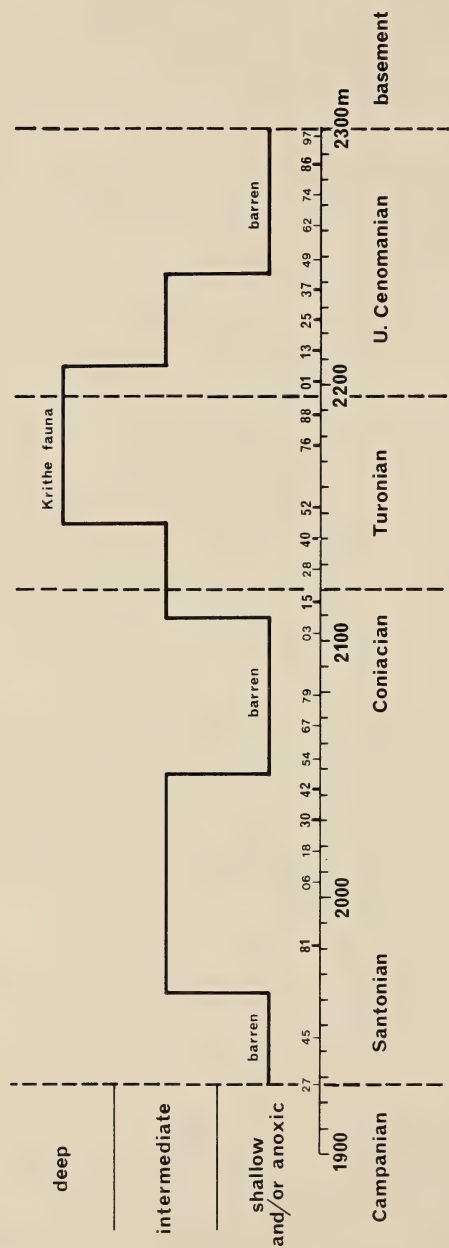 Krithe fauna
deep
intermediate
barren barren barren
shallow
and/or anoxic
27 45 81 06 18 30 42 54 67 79 03 15 28 40 52 76 88 01 13 25 37 49 62 74 86 97
1900 2000 2100 2200 2300m
Campanian Santonian Coniacian Turonian U. Cenomanian basement